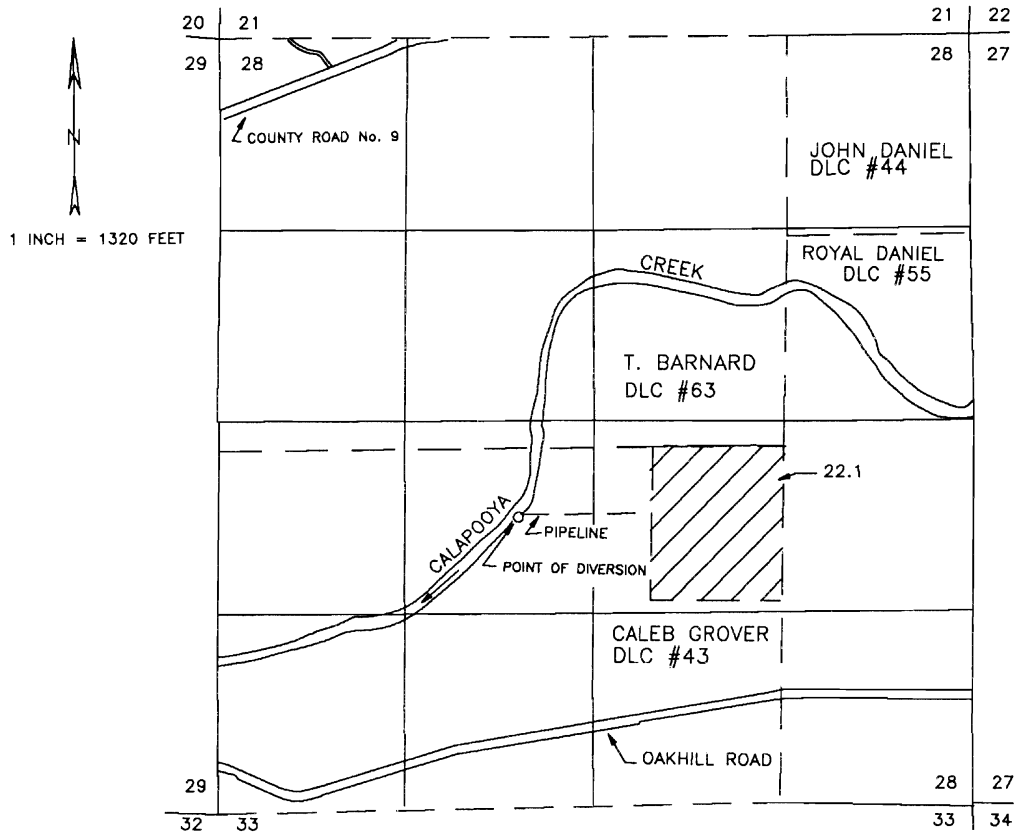 20 21
21 22
29 28
28 27
N
COUNTY ROAD No. 9
JOHN DANIEL
DLC #44
1 INCH = 1320 FEET
ROYAL DANIEL
DLC #55
CREEK
T. BARNARD
DLC #63
22.1
CALAPOOYA
PIPELINE
POINT OF DIVERSION
CALEB GROVER
DLC #43
OAKHILL ROAD
29
28 27
32 33
33 34